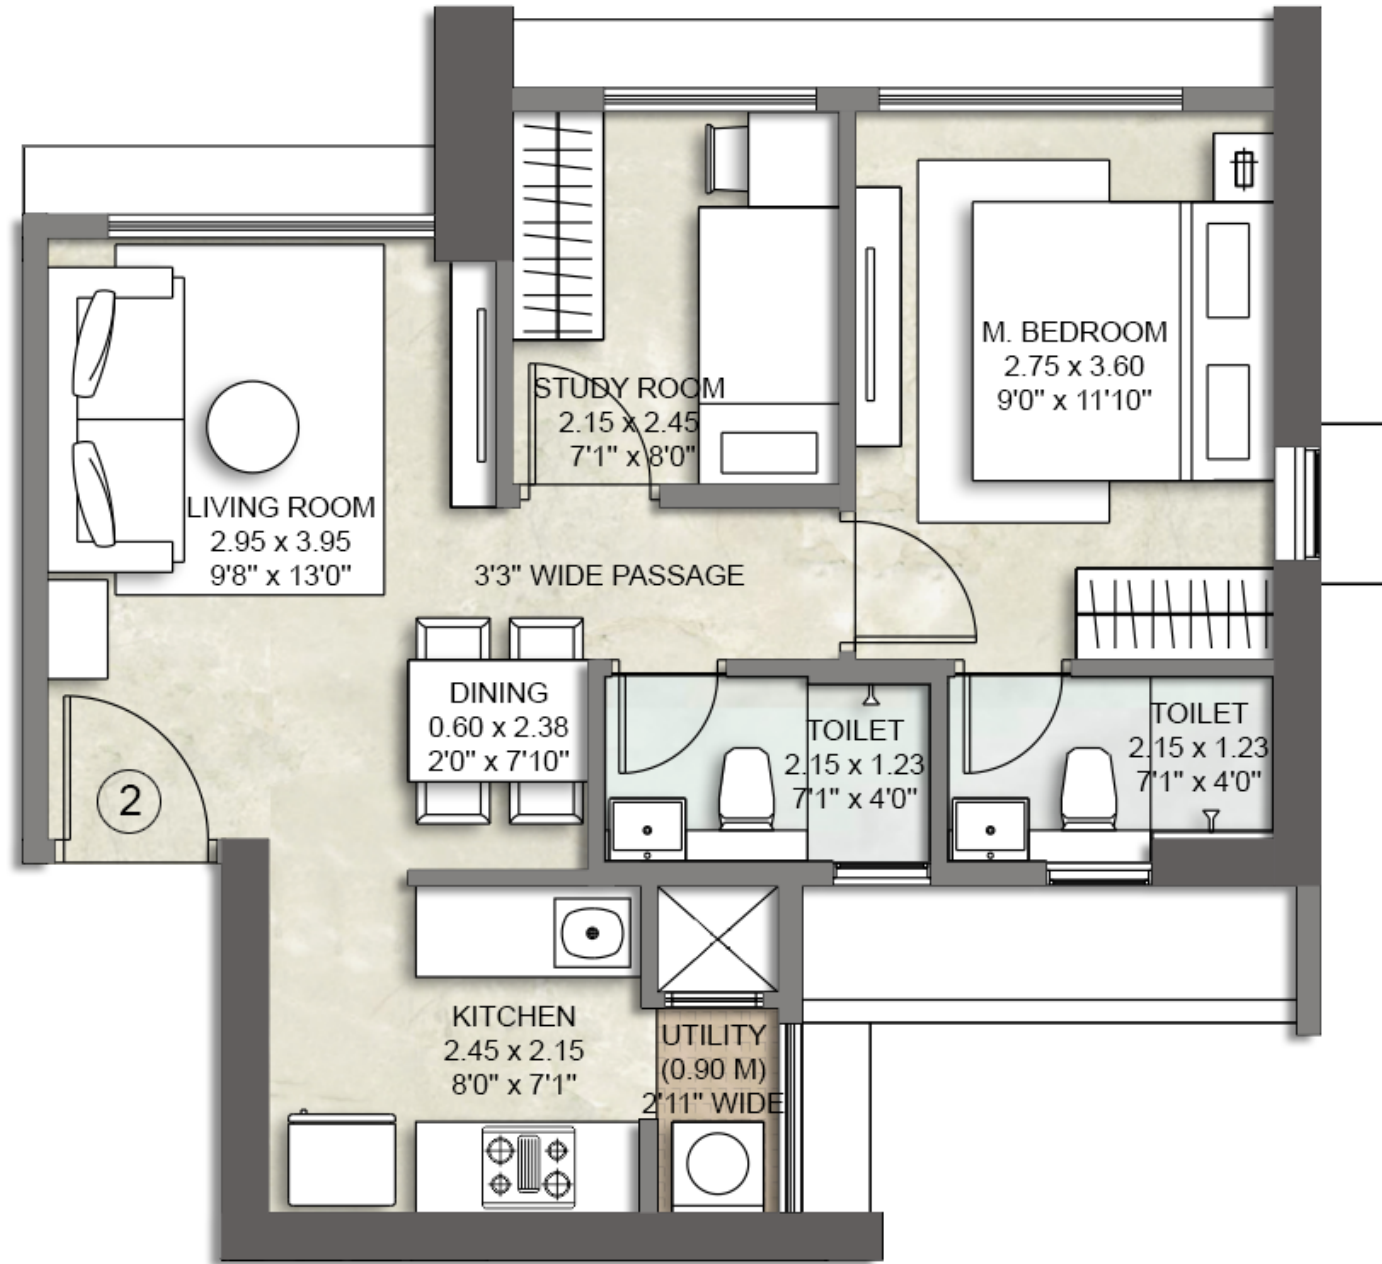 M. BEDROOM
2.75 x 3.60
9'0" x 11'10"
STUDY ROOM
2.15 x 2.45
7'1" x 8'0"
LIVING ROOM
2.95 x 3.95
9'8" x 13'0"
3'3" WIDE PASSAGE
DINING
0.60 x 2.38
2'0" x 7'10"
TOILET
2.15 x 1.23
7'1" x 4'0"
TOILET
2.15 x 1.23
7'1" x 4'0"
2
KITCHEN
2.45 x 2.15
8'0" x 7'1"
UTILITY
(0.90 M)
2'11" WIDE